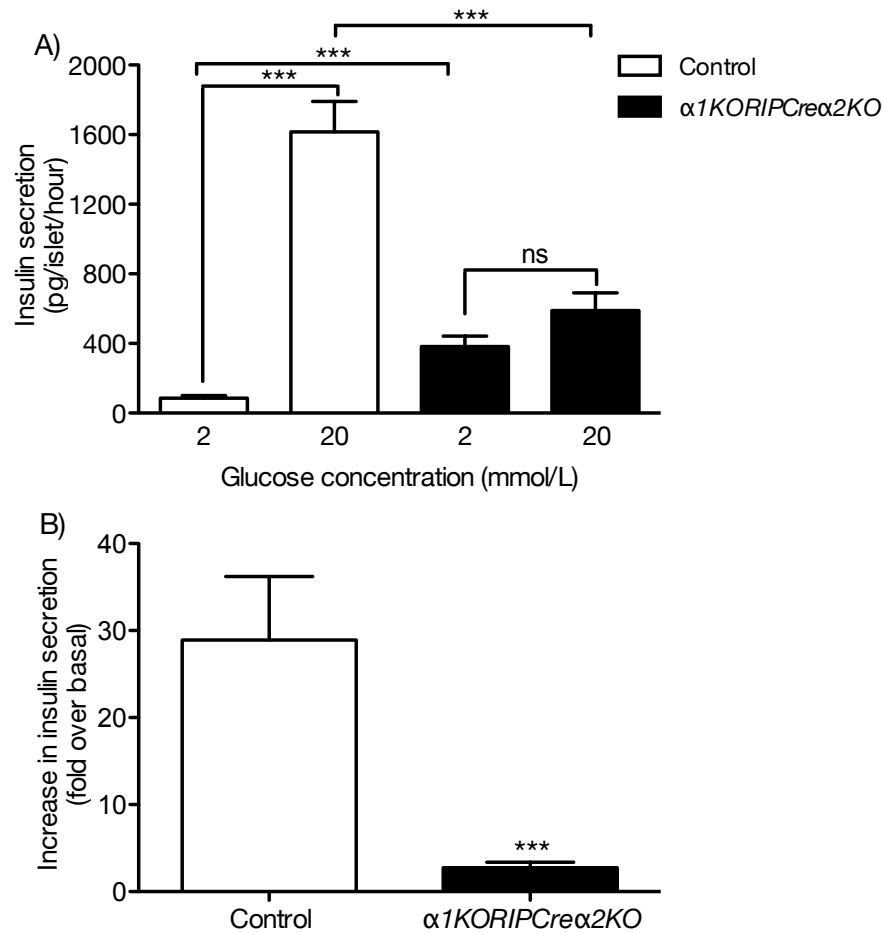 A)
***
***
***
ns
Control
α1KORIPCreα2KO
Insulin secretion
(pg/islet/hour)
2000
1600
1200
800
400
0
2 20 2 20
Glucose concentration (mmol/L)
B)
Increase in insulin secretion
(fold over basal)
40
30
20
10
0
***
Control α1KORIPCreα2KO